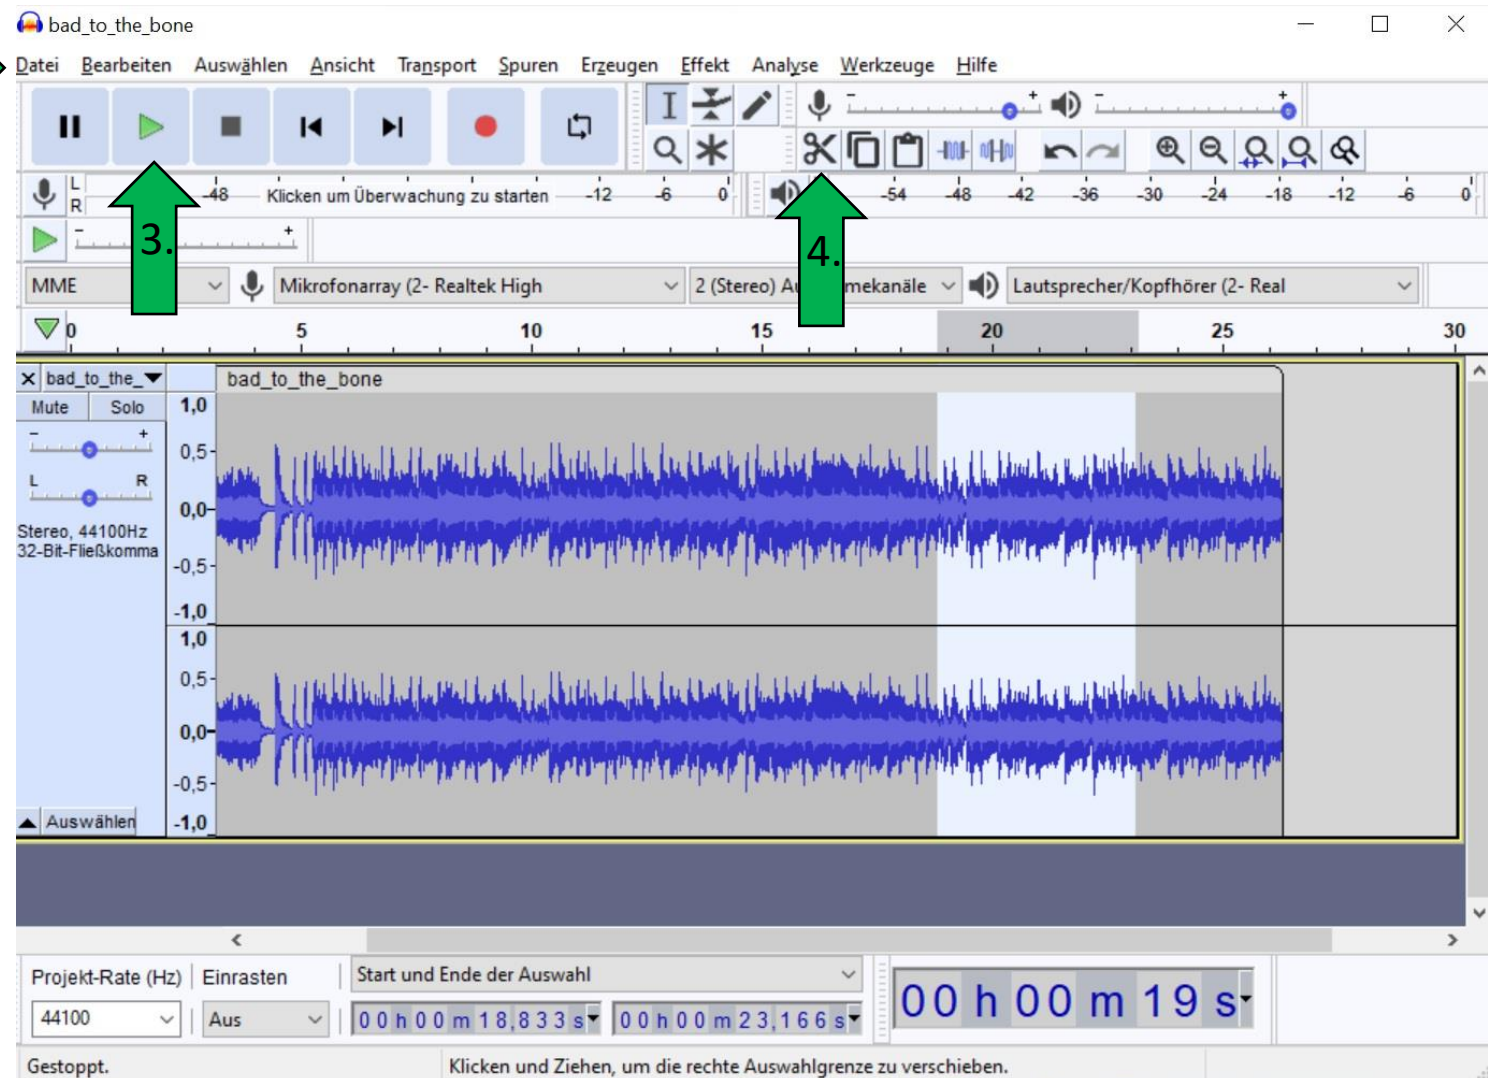 bad_to_the_bone
Datei Bearbeiten Auswählen Ansicht Transport Spuren Erzeugen Effekt Analyse Werkzeuge Hilfe
- +
- +
L
R
-48 Klicken um Überwachung zu starten -12 -6 0
-54 -48 -42 -36 -30 -24 -18 -12 -6 0
- +
3.
4.
MME
Mikrofonarray (2- Realtek High
2 (Stereo) Au mekanäle
Lautsprecher/Kopfhörer (2- Real
0 5 10 15 20 25 30
bad_to_the_
bad_to_the_bone
Mute Solo
- +
L R
Stereo, 44100Hz
32-Bit-Fließkomma
1,0
0,5
0,0
-0,5
-1,0
1,0
0,5
0,0
-0,5
-1,0
Auswählen
Projekt-Rate (Hz)
Einrasten
Start und Ende der Auswahl
44100
Aus
00 h 00 m 18,833 s
00 h 00 m 23,166 s
00 h 00 m 19 s
Gestoppt.
Klicken und Ziehen, um die rechte Auswahlgrenze zu verschieben.